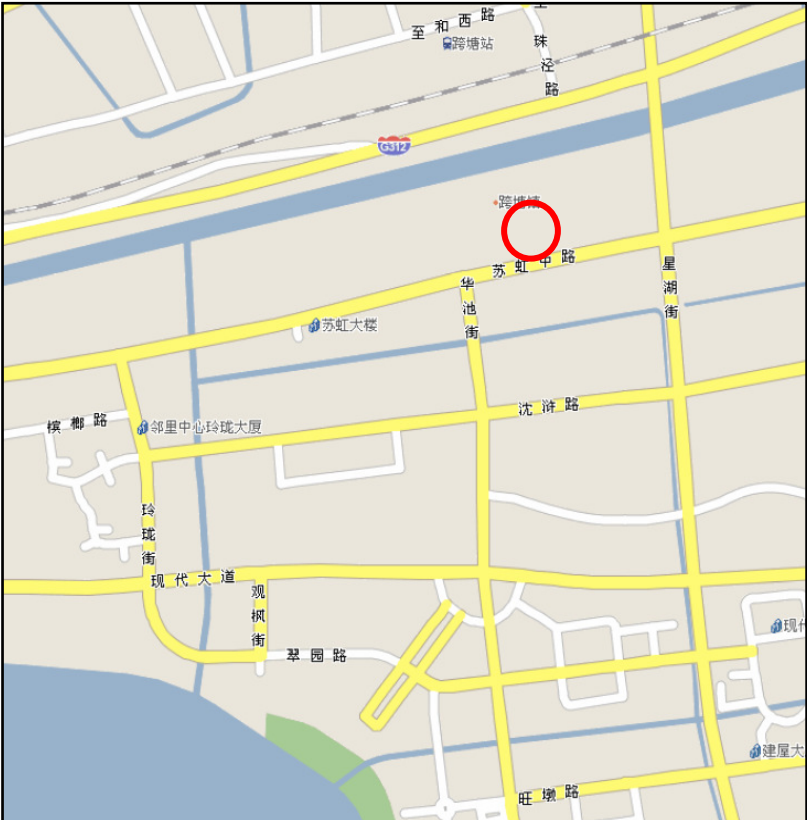 至和西路
珠泾路
跨塘站
G312
跨塘镇
苏虹中路
星湖街
华池街
苏虹大楼
沈浒路
槟榔路
邻里中心玲珑大厦
玲珑街
现代大道
观枫街
翠园路
现代
建屋大
旺墩路